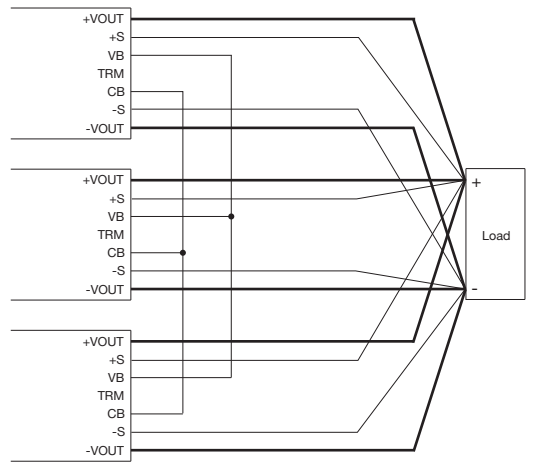 +VOUT
+S
VB
TRM
CB
-S
-VOUT
+VOUT
+S
VB
TRM
CB
-S
-VOUT
+
Load
-
+VOUT
+S
VB
TRM
CB
-S
-VOUT